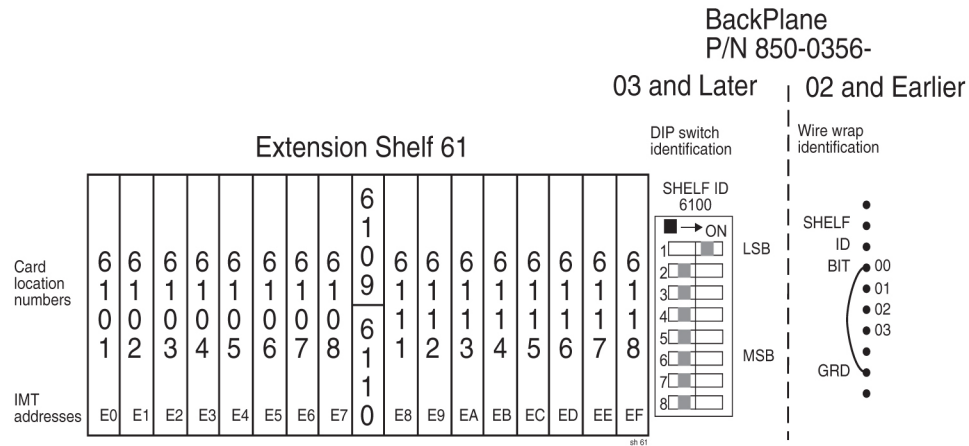 BackPlane
P/N 850-0356-
03 and Later
02 and Earlier
Extension Shelf 61
DIP switch
identification
Wire wrap
identification
SHELF ID
6100
ON
1
2
3
4
5
6
7
8
LSB
MSB
SHELF
ID
BIT
00
01
02
03
GRD
Card
location
numbers
6101
6102
6103
6104
6105
6106
6107
6108
6109
6110
6111
6112
6113
6114
6115
6116
6117
6118
IMT
addresses
E0 E1 E2 E3 E4 E5 E6 E7 E8 E9 EA EB EC ED EE EF
sh 61